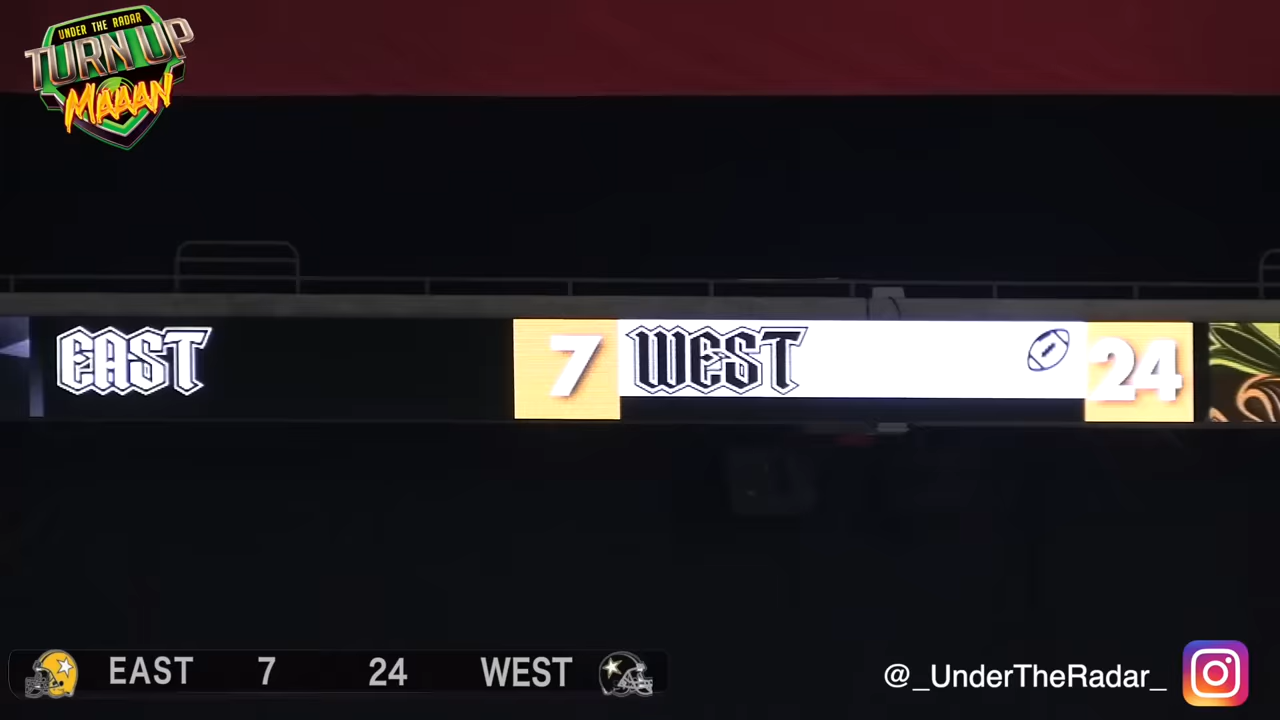 UNDER THE RADAR
TURN UP
MAAAN
EAST 7 WEST 24
EAST 7 24 WEST
@_UnderTheRadar_